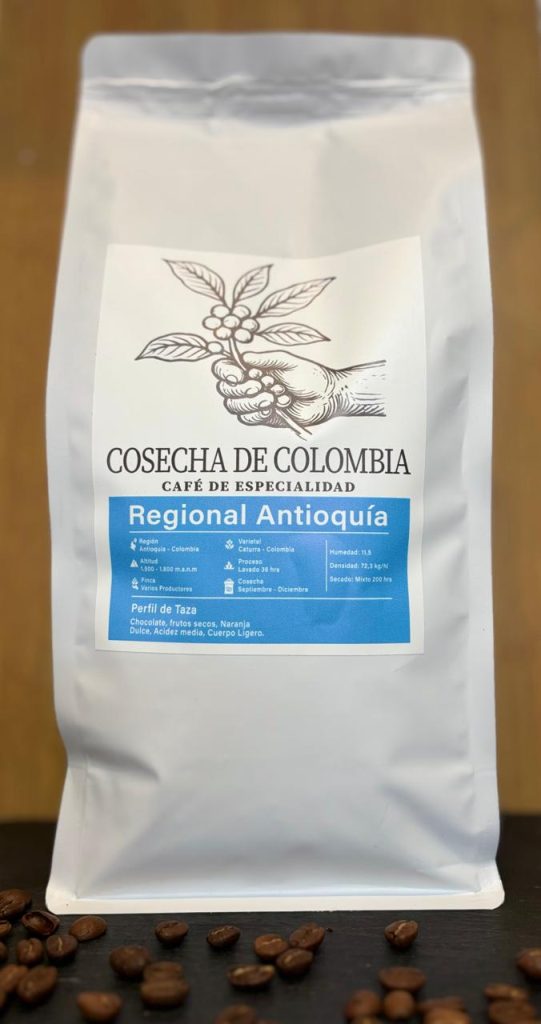 COSECHA DE COLOMBIA
CAFÉ DE ESPECIALIDAD
Regional Antioquía
Región
Antioquia - Colombia
Altitud
1,500 - 1,800 m.s.n.m
Finca
Varios Productores
Varietal
Caturra - Colombia
Proceso
Lavado 36 hrs
Cosecha
Septiembre - Diciembre
Humedad: 11,5
Densidad: 72,3 kg/hl
Secado: Mixto 200 hrs
Perfil de Taza
Chocolate, frutos secos, Naranja
Dulce, Acidez media, Cuerpo Ligero.